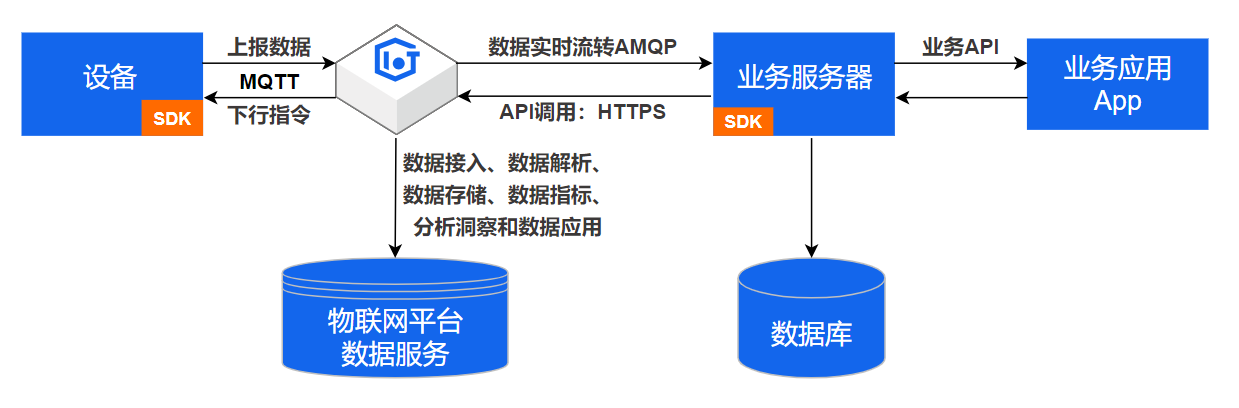 设备
SDK
上报数据
MQTT
下行指令
IOT
数据实时流转AMQP
API调用：HTTPS
业务服务器
SDK
业务API
业务应用
App
数据接入、数据解析、
数据存储、数据指标、
分析洞察和数据应用
物联网平台
数据服务
数据库